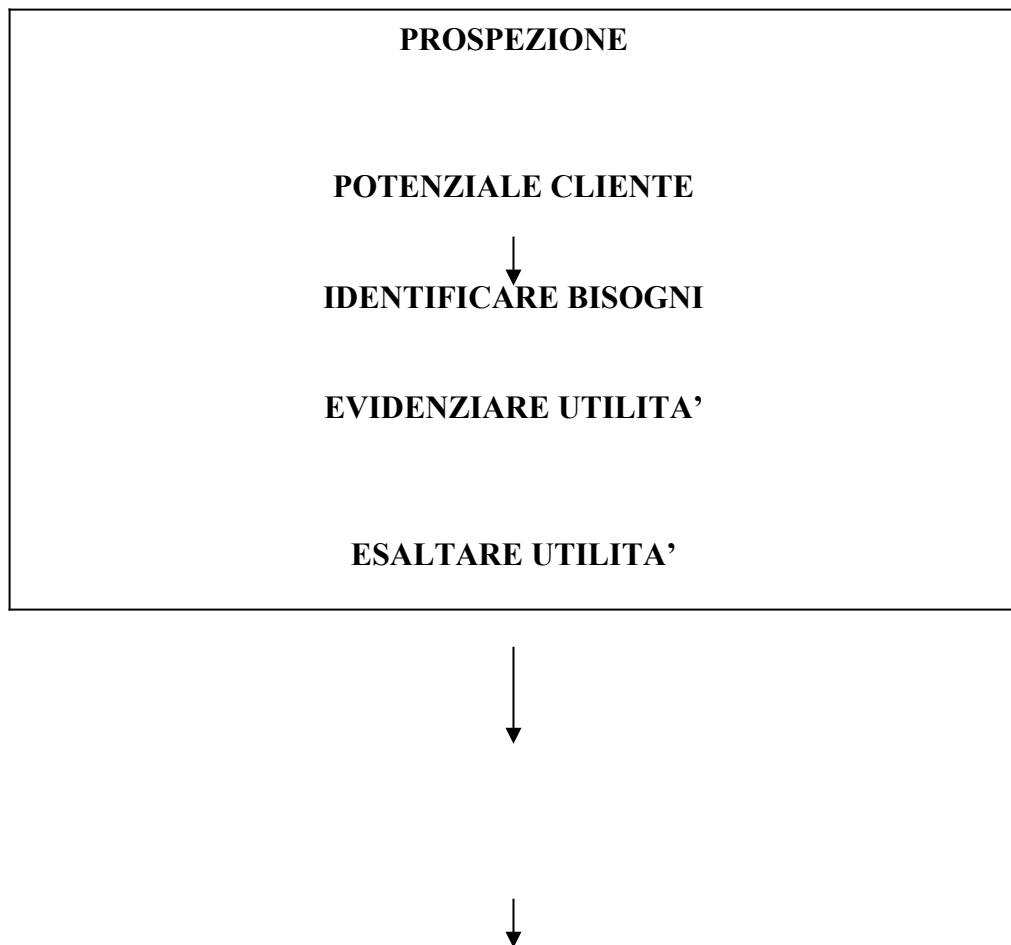 PROSPEZIONE
POTENZIALE CLIENTE
IDENTIFICARE BISOGNI
EVIDENZIARE UTILITA’
ESALTARE UTILITA’